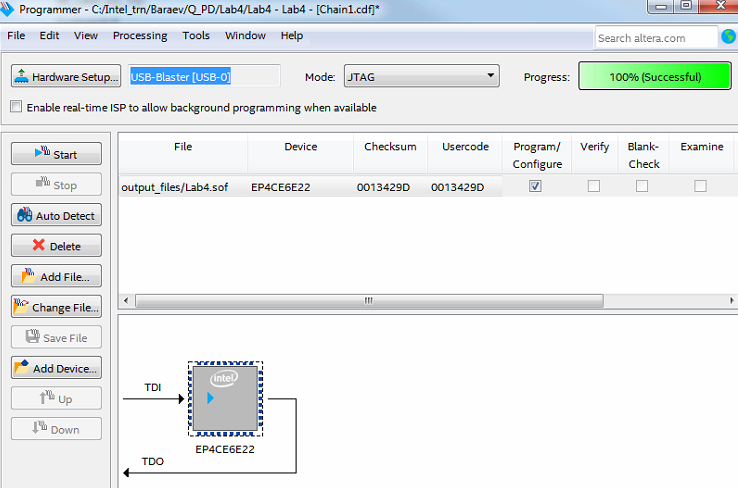 Programmer - C:/Intel_trn/Baraev/Q_PD/Lab4/Lab4 - Lab4 - [Chain1.cdf]*
File Edit View Processing Tools Window Help
Search altera.com
Hardware Setup... USB-Blaster [USB-0] Mode: JTAG Progress: 100% (Successful)
Enable real-time ISP to allow background programming when available
Start
Stop
Auto Detect
Delete
Add File...
Change File...
Save File
Add Device...
Up
Down
File Device Checksum Usercode Program/ Verify Blank- Examine
Configure Check
output_files/Lab4.sof EP4CE6E22 0013429D 0013429D
TDI
intel
EP4CE6E22
TDO